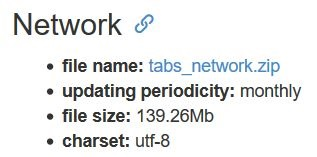 Network
file name: tabs_network.zip
updating periodicity: monthly
file size: 139.26Mb
charset: utf-8